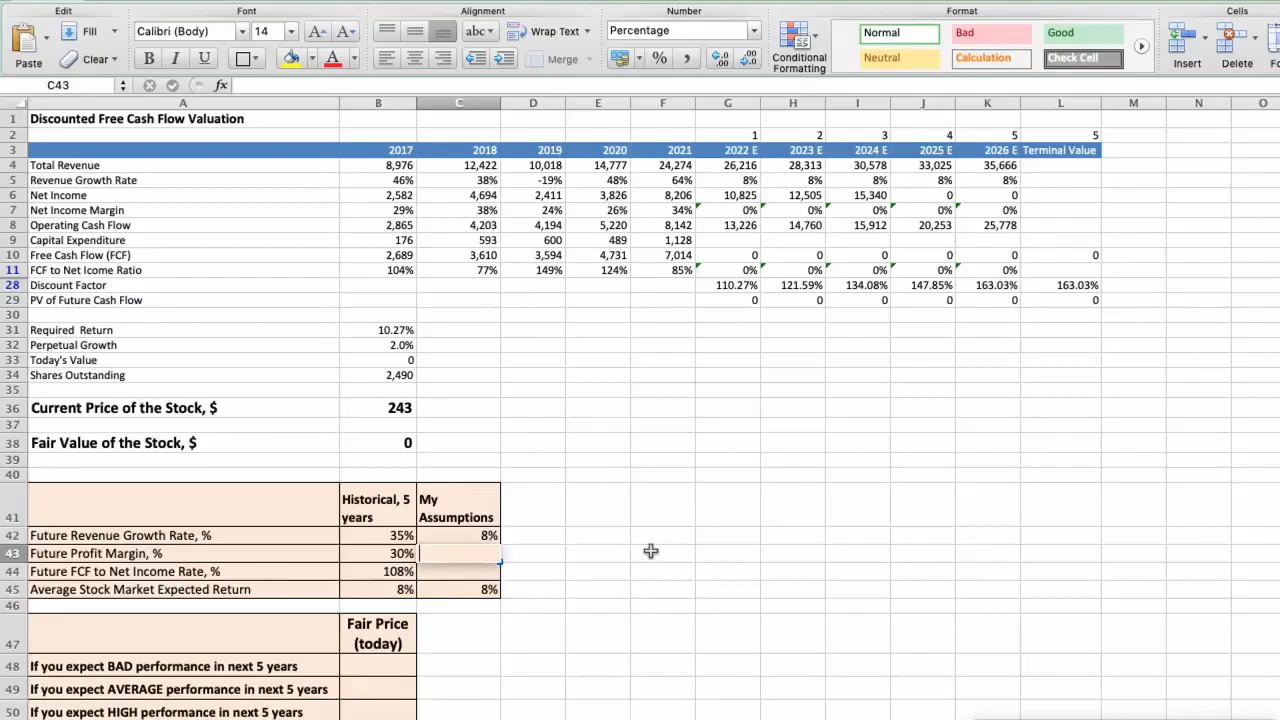 Edit Font Alignment Number Format Cells
Fill Calibri (Body) 14 A A abc Wrap Text Percentage Normal Bad Good
Paste Clear B I U A Merge % Conditional Formatting Neutral Calculation Check Cell Insert Delete
C43 fx
A B C D E F G H I J K L M N O
1 Discounted Free Cash Flow Valuation
2 1 2 3 4 5 5
3 2017 2018 2019 2020 2021 2022 E 2023 E 2024 E 2025 E 2026 E Terminal Value
4 Total Revenue 8,976 12,422 10,018 14,777 24,274 26,216 28,313 30,578 33,025 35,666
5 Revenue Growth Rate 46% 38% -19% 48% 64% 8% 8% 8% 8% 8%
6 Net Income 2,582 4,694 2,411 3,826 8,206 10,825 12,505 15,340 0 0
7 Net Income Margin 29% 38% 24% 26% 34% 0% 0% 0% 0% 0%
8 Operating Cash Flow 2,865 4,203 4,194 5,220 8,142 13,226 14,760 15,912 20,253 25,778
9 Capital Expenditure 176 593 600 489 1,128
10 Free Cash Flow (FCF) 2,689 3,610 3,594 4,731 7,014 0 0 0 0 0 0
11 FCF to Net Icome Ratio 104% 77% 149% 124% 85% 0% 0% 0% 0% 0%
28 Discount Factor 110.27% 121.59% 134.08% 147.85% 163.03% 163.03%
29 PV of Future Cash Flow 0 0 0 0 0 0
30
31 Required Return 10.27%
32 Perpetual Growth 2.0%
33 Today's Value 0
34 Shares Outstanding 2,490
35
36 Current Price of the Stock, $ 243
37
38 Fair Value of the Stock, $ 0
39
40
41 Historical, 5 years My Assumptions
42 Future Revenue Growth Rate, % 35% 8%
43 Future Profit Margin, % 30%
44 Future FCF to Net Income Rate, % 108%
45 Average Stock Market Expected Return 8% 8%
46
47 Fair Price (today)
48 If you expect BAD performance in next 5 years
49 If you expect AVERAGE performance in next 5 years
50 If you expect HIGH performance in next 5 years